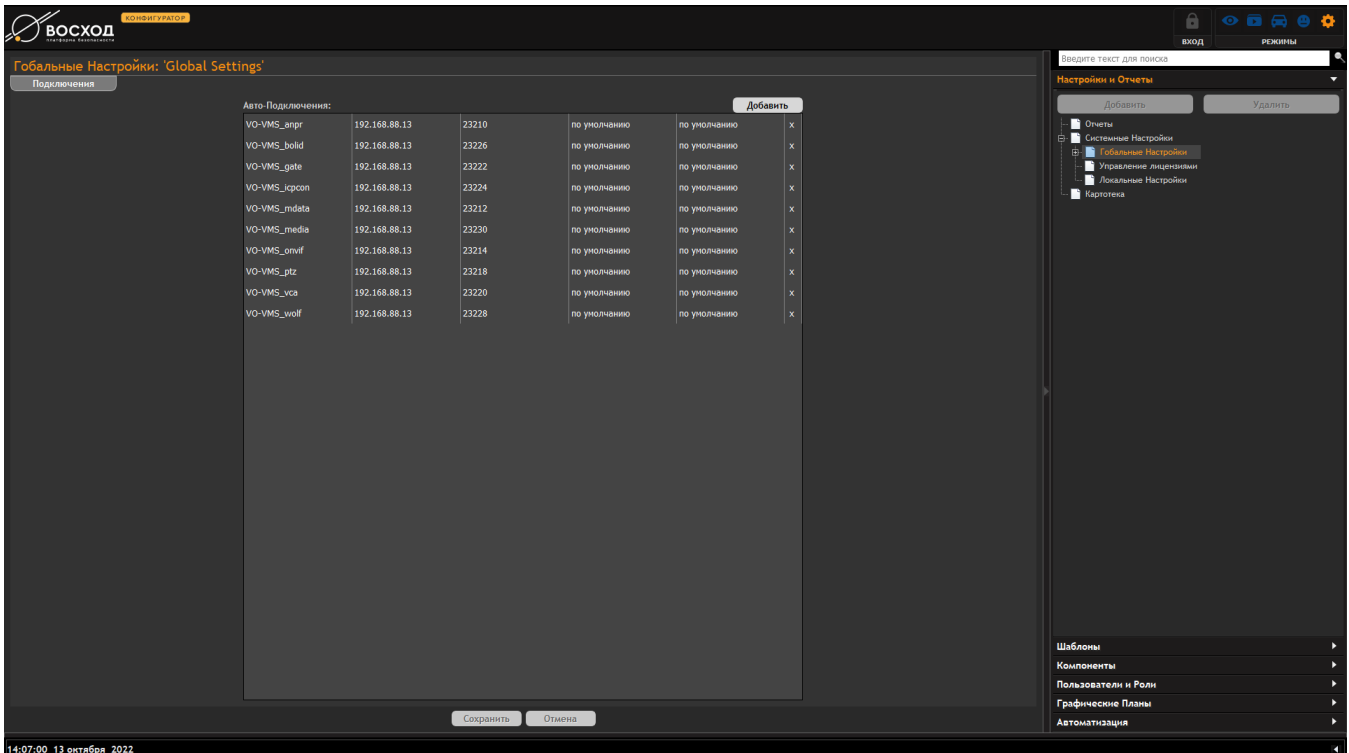 ВОСХОД
платформа безопасности
КОНФИГУРАТОР
ВХОД
РЕЖИМЫ
Гобальные Настройки: 'Global Settings'
Подключения
Авто-Подключения:
Добавить
VO-VMS_anpr 192.168.88.13 23210 по умолчанию по умолчанию x
VO-VMS_bolid 192.168.88.13 23226 по умолчанию по умолчанию x
VO-VMS_gate 192.168.88.13 23222 по умолчанию по умолчанию x
VO-VMS_icpcon 192.168.88.13 23224 по умолчанию по умолчанию x
VO-VMS_mdata 192.168.88.13 23212 по умолчанию по умолчанию x
VO-VMS_media 192.168.88.13 23230 по умолчанию по умолчанию x
VO-VMS_onvif 192.168.88.13 23214 по умолчанию по умолчанию x
VO-VMS_ptz 192.168.88.13 23218 по умолчанию по умолчанию x
VO-VMS_vca 192.168.88.13 23220 по умолчанию по умолчанию x
VO-VMS_wolf 192.168.88.13 23228 по умолчанию по умолчанию x
Сохранить
Отмена
Введите текст для поиска
Настройки и Отчеты
Добавить
Удалить
Отчеты
Системные Настройки
Гобальные Настройки
Управление лицензиями
Локальные Настройки
Картотека
Шаблоны
Компоненты
Пользователи и Роли
Графические Планы
Автоматизация
14:07:00 13 октября 2022